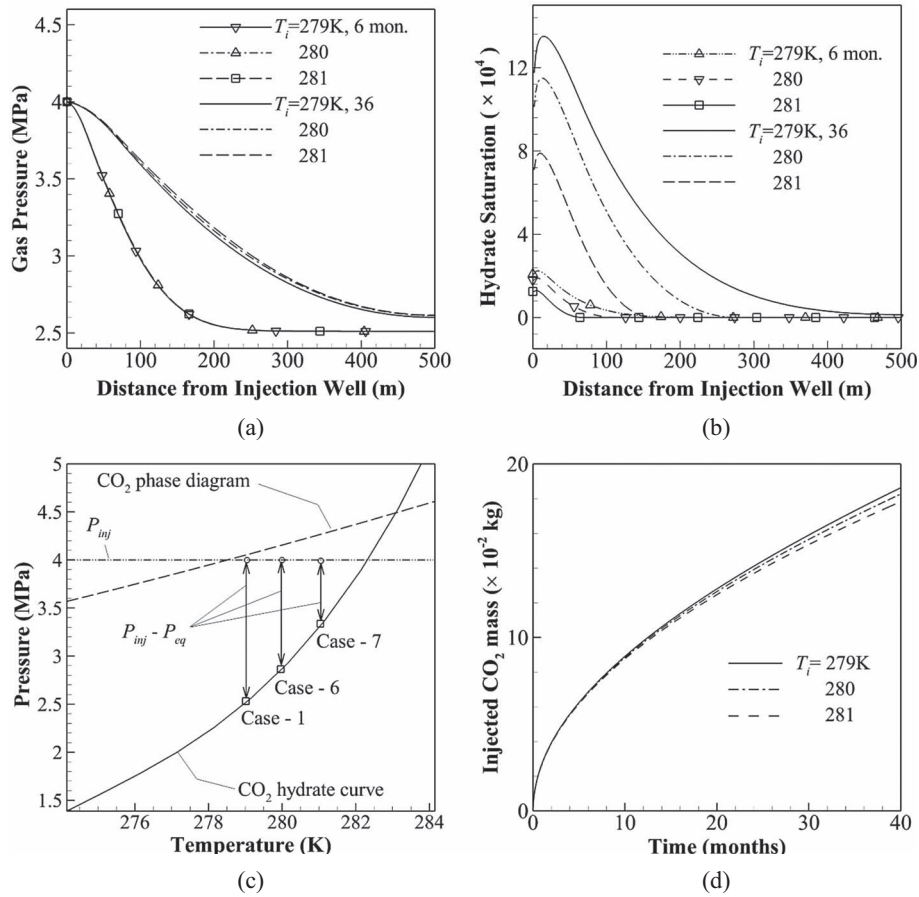 4.5
4
3.5
3
2.5
Gas Pressure (MPa)
T_i=279K, 6 mon.
280
281
T_i=279K, 36
280
281
0 100 200 300 400 500
Distance from Injection Well (m)
(a)
12
8
4
0
Hydrate Saturation ( × 10⁴)
T_i=279K, 6 mon.
280
281
T_i=279K, 36
280
281
0 100 200 300 400 500
Distance from Injection Well (m)
(b)
5
4.5
4
3.5
3
2.5
2
1.5
Pressure (MPa)
CO₂ phase diagram
P_inj
P_inj - P_eq
Case - 7
Case - 6
Case - 1
CO₂ hydrate curve
276 278 280 282 284
Temperature (K)
(c)
20
10
0
Injected CO₂ mass (× 10⁻² kg)
T_i= 279K
280
281
0 10 20 30 40
Time (months)
(d)